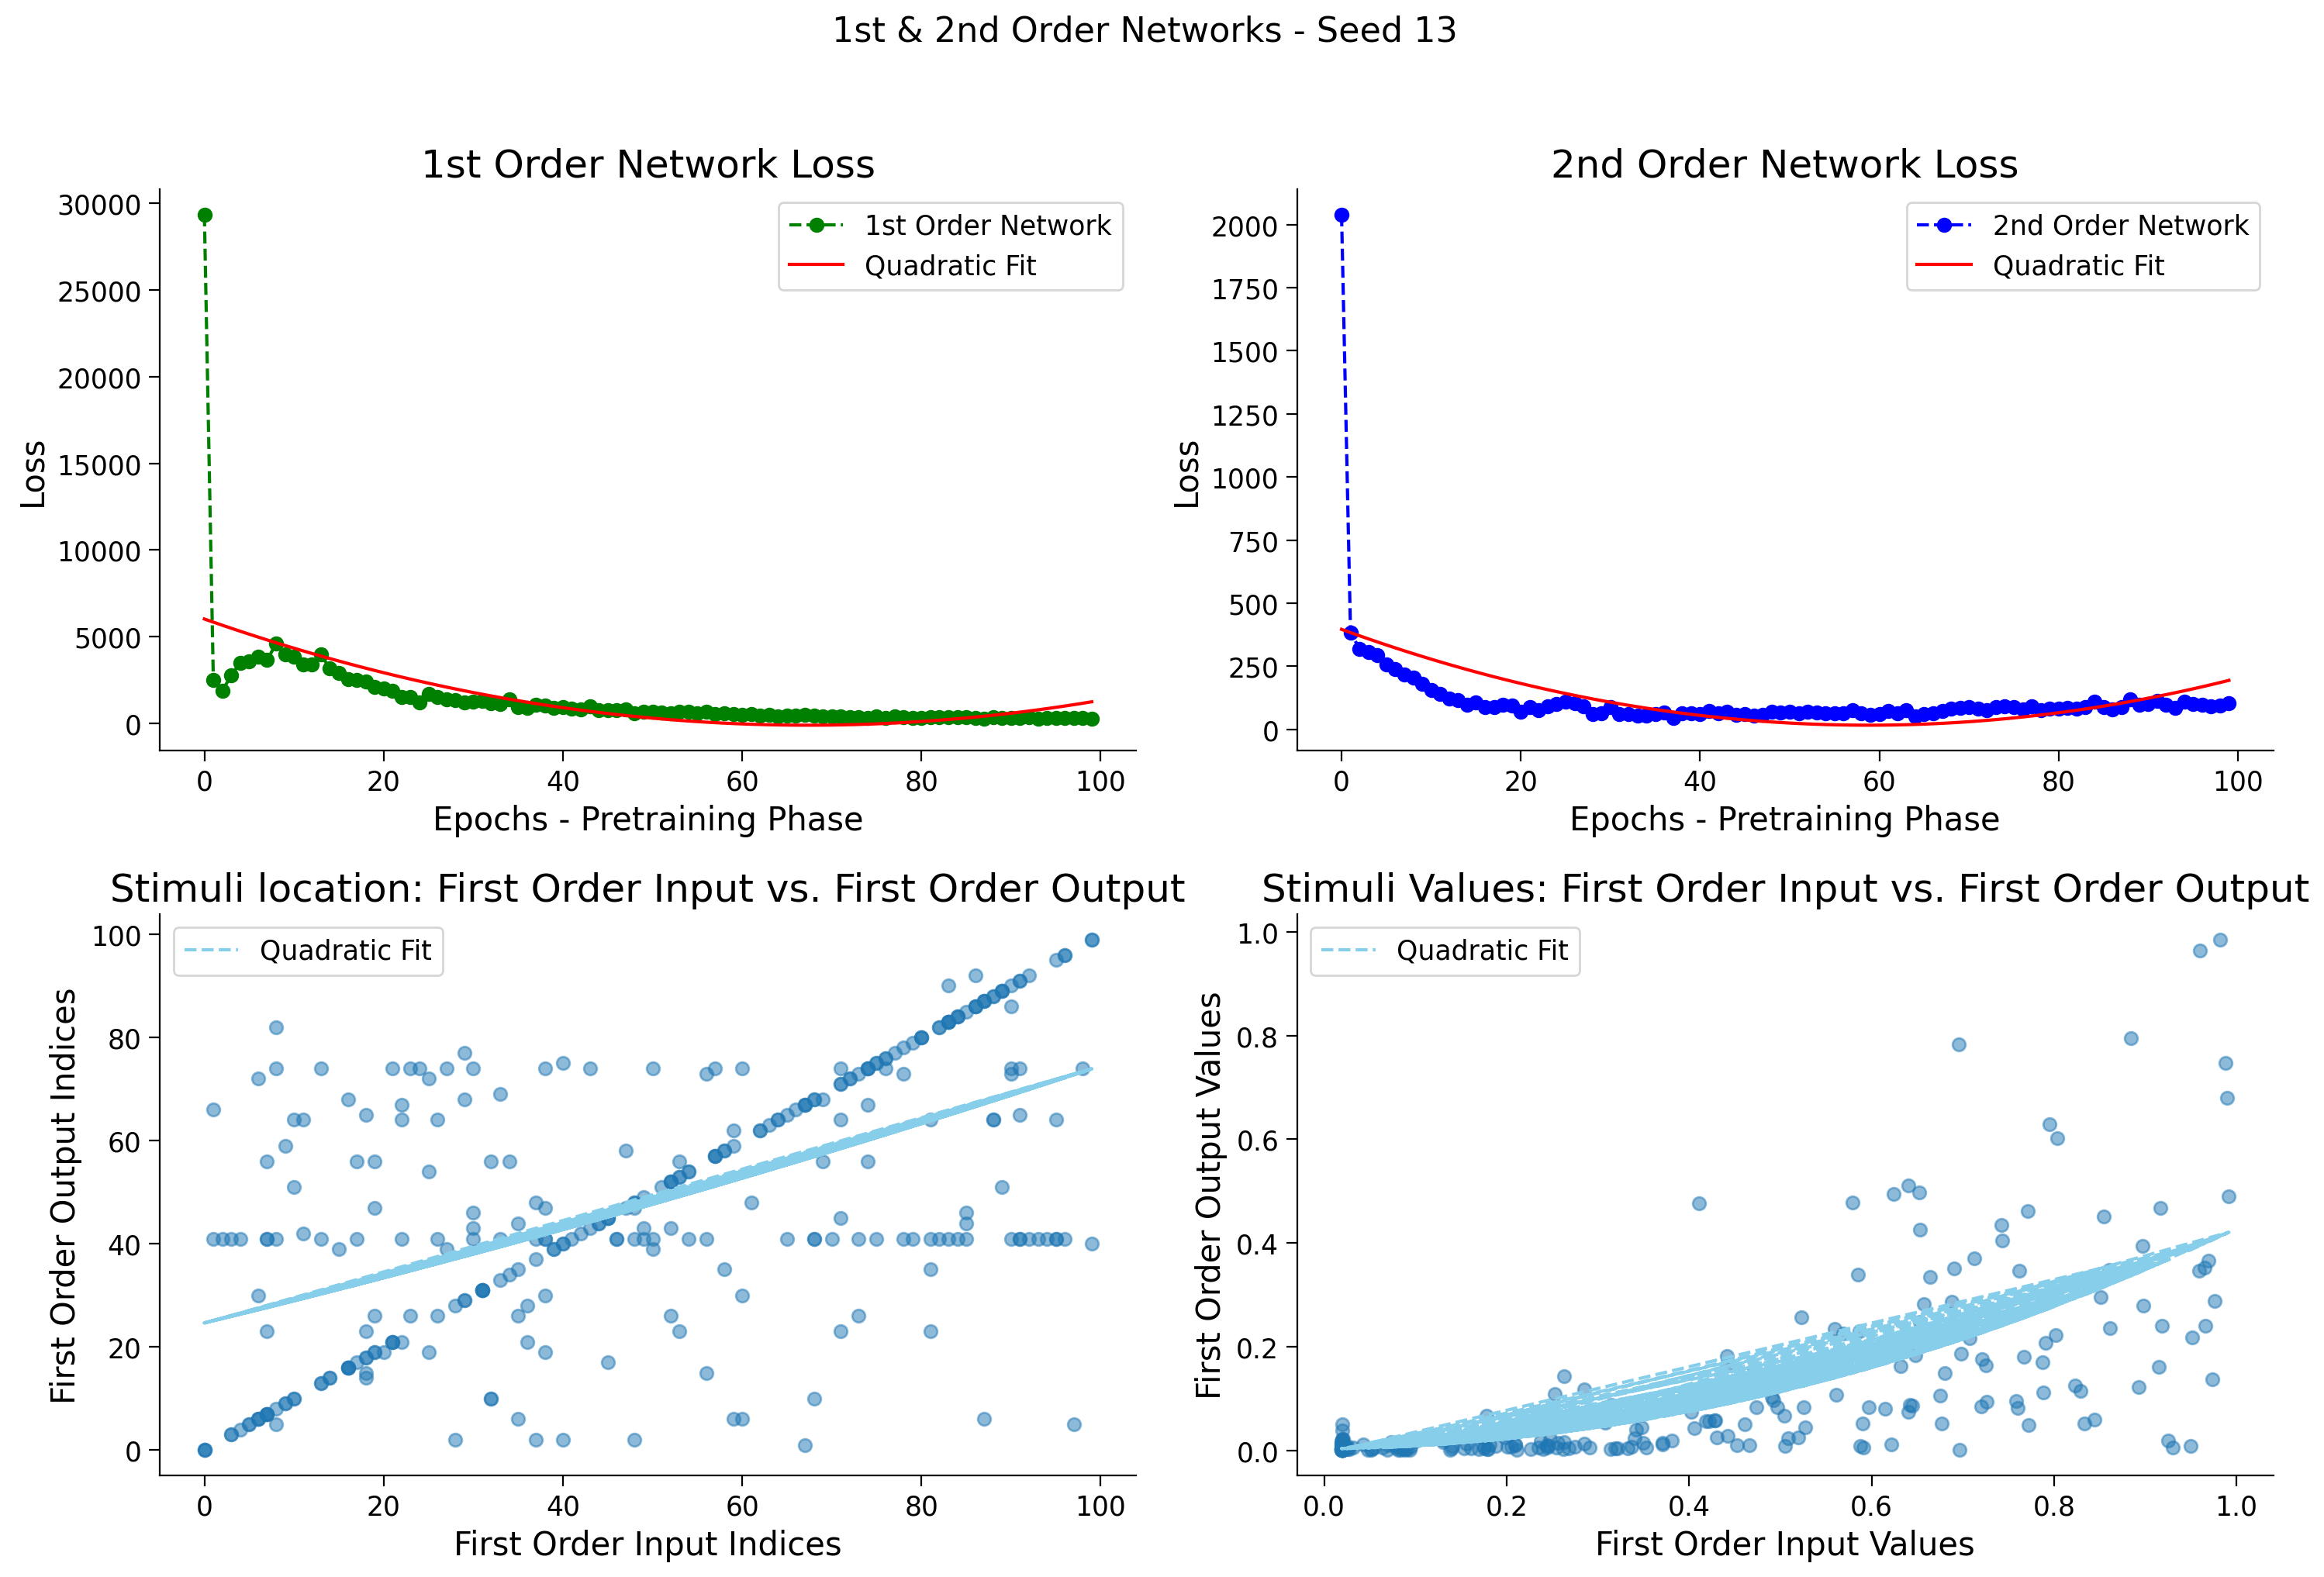 1st & 2nd Order Networks - Seed 13
1st Order Network Loss
30000
25000
20000
15000
10000
5000
0
Loss
1st Order Network
Quadratic Fit
0 20 40 60 80 100
Epochs - Pretraining Phase
2nd Order Network Loss
2000
1750
1500
1250
1000
750
500
250
0
Loss
2nd Order Network
Quadratic Fit
0 20 40 60 80 100
Epochs - Pretraining Phase
Stimuli location: First Order Input vs. First Order Output
100
80
60
40
20
0
First Order Output Indices
Quadratic Fit
0 20 40 60 80 100
First Order Input Indices
Stimuli Values: First Order Input vs. First Order Output
1.0
0.8
0.6
0.4
0.2
0.0
First Order Output Values
Quadratic Fit
0.0 0.2 0.4 0.6 0.8 1.0
First Order Input Values